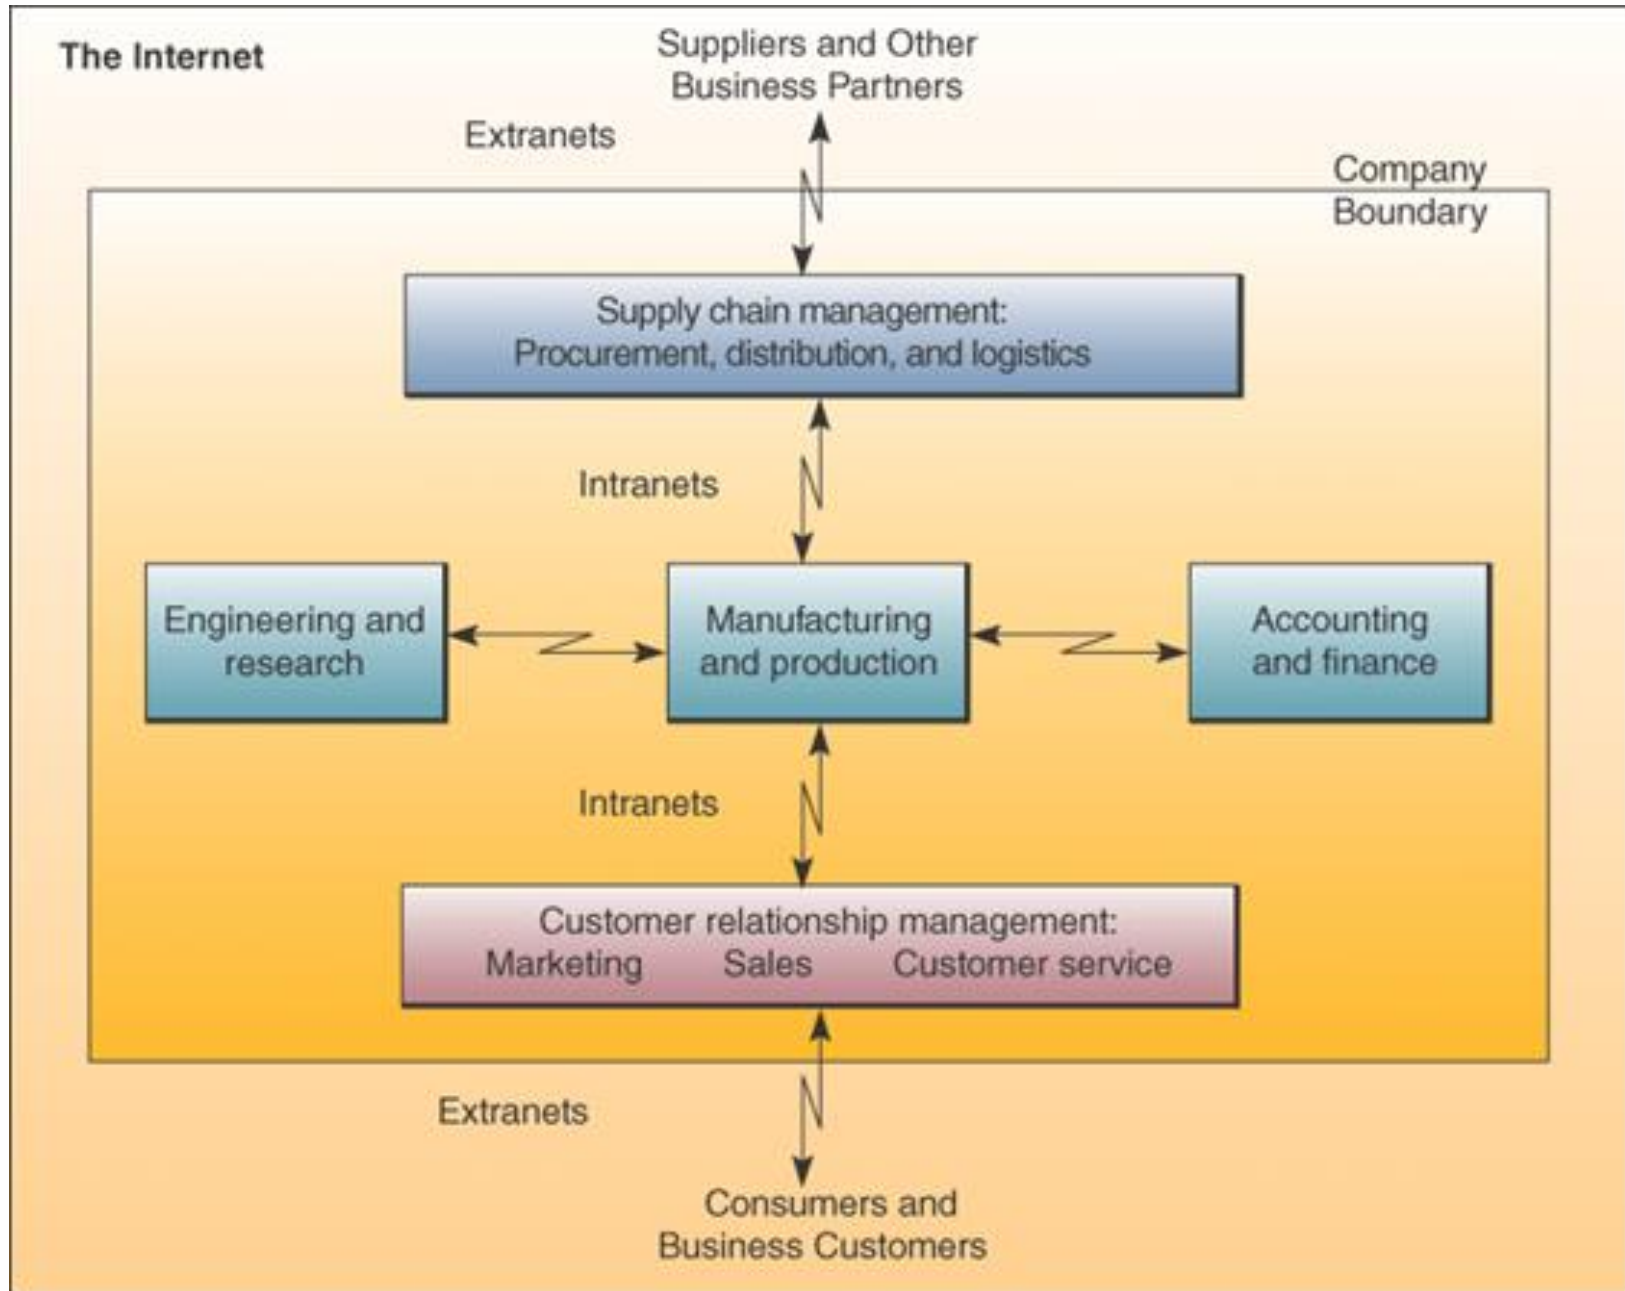 The Internet
Suppliers and Other
Business Partners
Extranets
Company
Boundary
Supply chain management:
Procurement, distribution, and logistics
Intranets
Engineering and
research
Manufacturing
and production
Accounting
and finance
Intranets
Customer relationship management:
Marketing Sales Customer service
Extranets
Consumers and
Business Customers